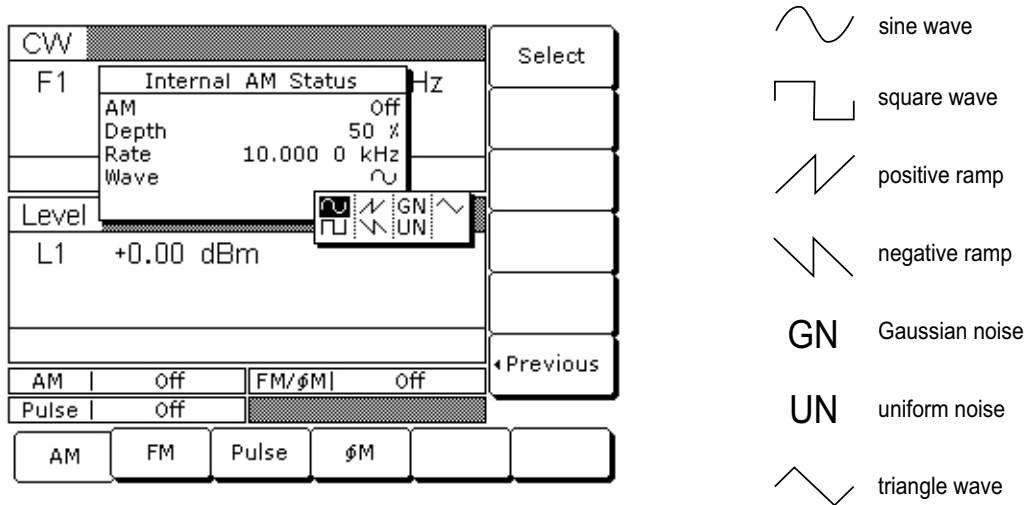 CW
F1
Hz
Internal AM Status
AM Off
Depth 50 %
Rate 10.000 0 kHz
Wave
GN
UN
Level
L1 +0.00 dBm
AM Off FM/ϕM Off
Pulse Off
AM FM Pulse ϕM
Select
◂Previous
sine wave
square wave
positive ramp
negative ramp
GN Gaussian noise
UN uniform noise
triangle wave